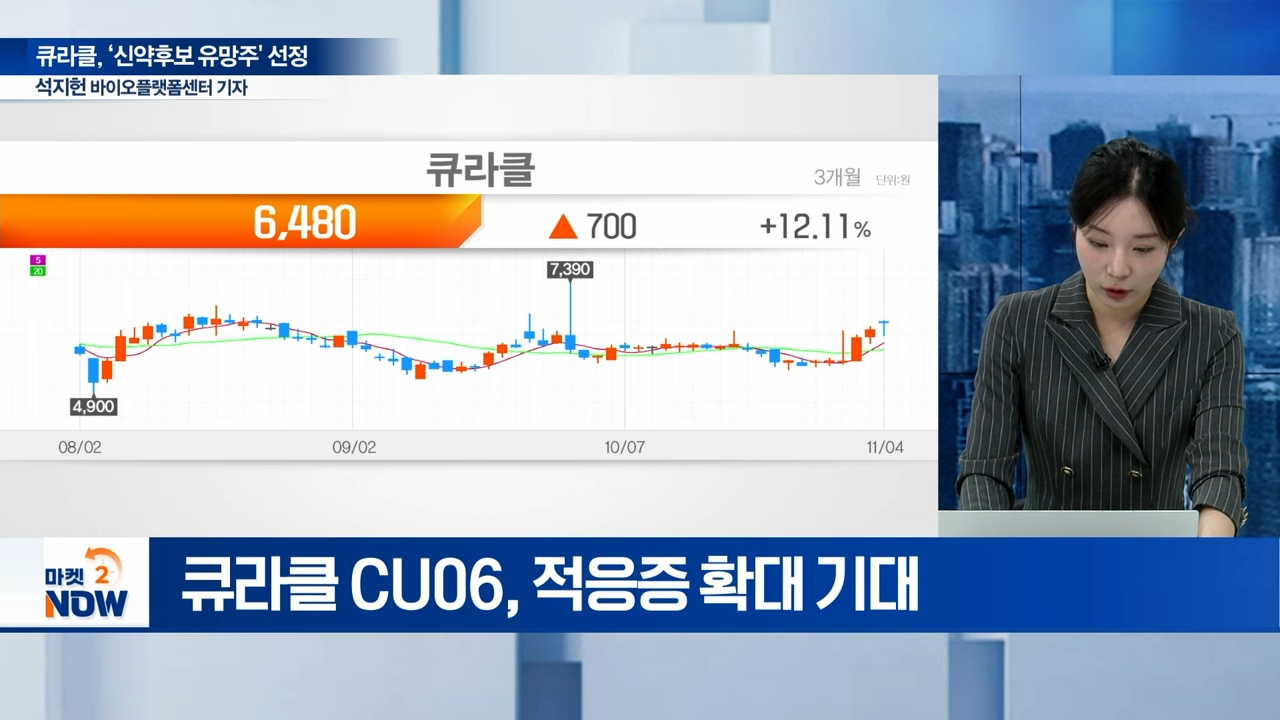 큐라클, ‘신약후보 유망주’ 선정
석지헌 바이오플랫폼센터 기자
큐라클
3개월 단위:원
6,480 ▲ 700 +12.11%
5
20
7,390
4,900
08/02 09/02 10/07 11/04
마켓 2
NOW
큐라클 CU06, 적응증 확대 기대